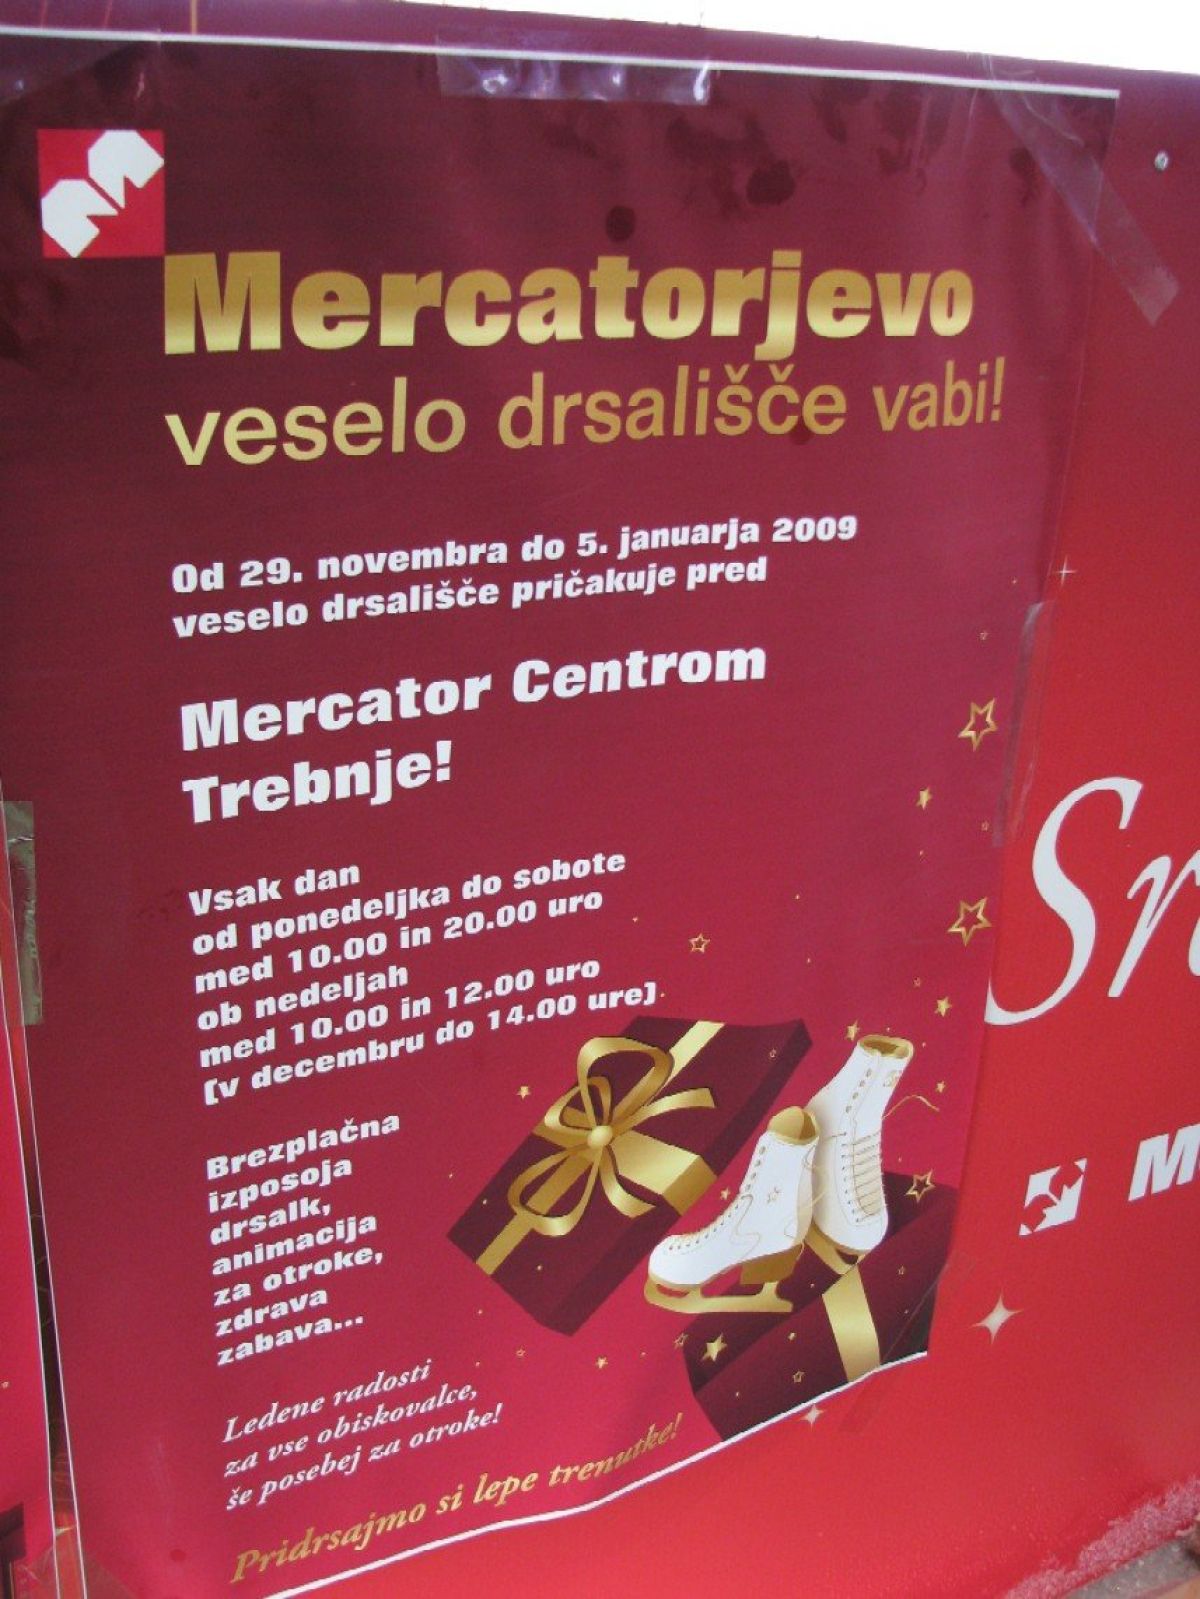 Mercatorjevo
veselo drsališče vabi!
Od 29. novembra do 5. januarja 2009
veselo drsališče pričakuje pred
Mercator Centrom
Trebnje!
Vsak dan
od ponedeljka do sobote
med 10.00 in 20.00 uro
ob nedeljah
med 10.00 in 12.00 uro
[v decembru do 14.00 ure].
Brezplačna
izposoja
drsalk,
animacija
za otroke,
zdrava
zabava...
Ledene radosti
za vse obiskovalce,
še posebej za otroke!
Pridrsajmo si lepe trenutke!